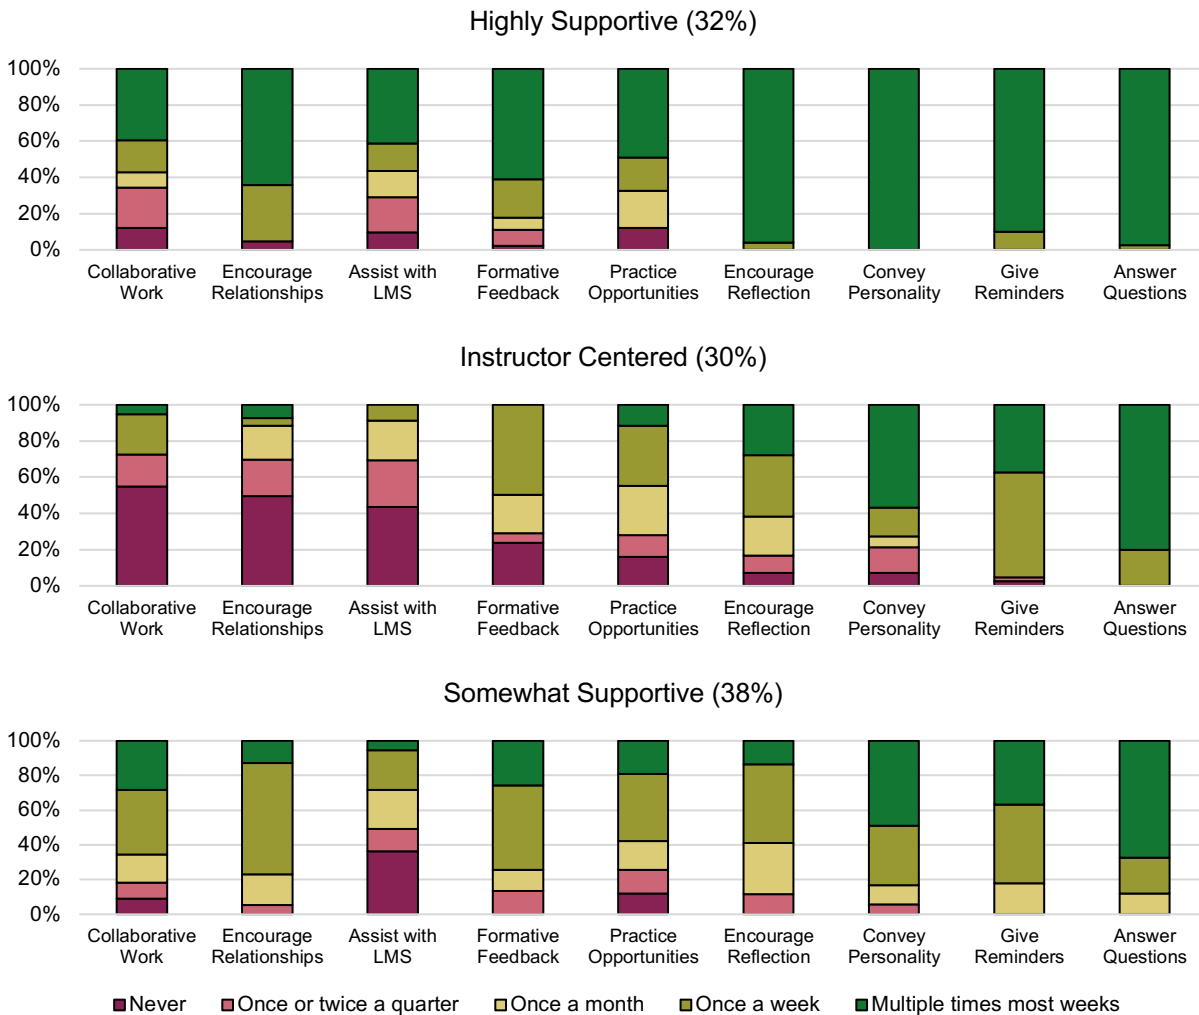 Highly Supportive (32%)
100%
80%
60%
40%
20%
0%
Collaborative Work
Encourage Relationships
Assist with LMS
Formative Feedback
Practice Opportunities
Encourage Reflection
Convey Personality
Give Reminders
Answer Questions
Instructor Centered (30%)
100%
80%
60%
40%
20%
0%
Collaborative Work
Encourage Relationships
Assist with LMS
Formative Feedback
Practice Opportunities
Encourage Reflection
Convey Personality
Give Reminders
Answer Questions
Somewhat Supportive (38%)
100%
80%
60%
40%
20%
0%
Collaborative Work
Encourage Relationships
Assist with LMS
Formative Feedback
Practice Opportunities
Encourage Reflection
Convey Personality
Give Reminders
Answer Questions
Never
Once or twice a quarter
Once a month
Once a week
Multiple times most weeks